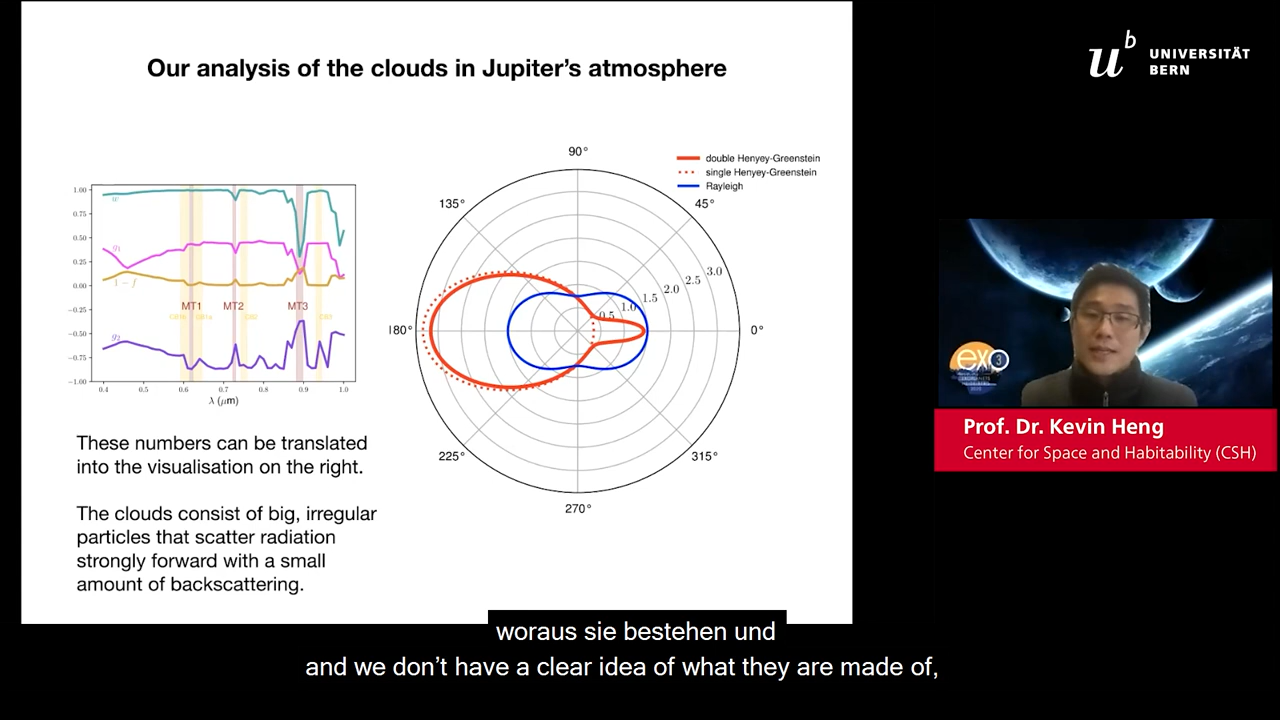 Our analysis of the clouds in Jupiter's atmosphere
u^b UNIVERSITÄT
BERN
double Henyey-Greenstein
single Henyey-Greenstein
Rayleigh
90°
135°
45°
3.0
2.5
2.0
1.5
1.0
0.5
180°
0°
225°
315°
270°
1.00
0.75
0.50
0.25
0.00
−0.25
−0.50
−0.75
−1.00
w
g1
1 − f
MT1 MT2 MT3
g2
0.4 0.5 0.6 0.7 0.8 0.9 1.0
λ (μm)
These numbers can be translated
into the visualisation on the right.
The clouds consist of big, irregular
particles that scatter radiation
strongly forward with a small
amount of backscattering.
exo3
Prof. Dr. Kevin Heng
Center for Space and Habitability (CSH)
woraus sie bestehen und
and we don't have a clear idea of what they are made of,